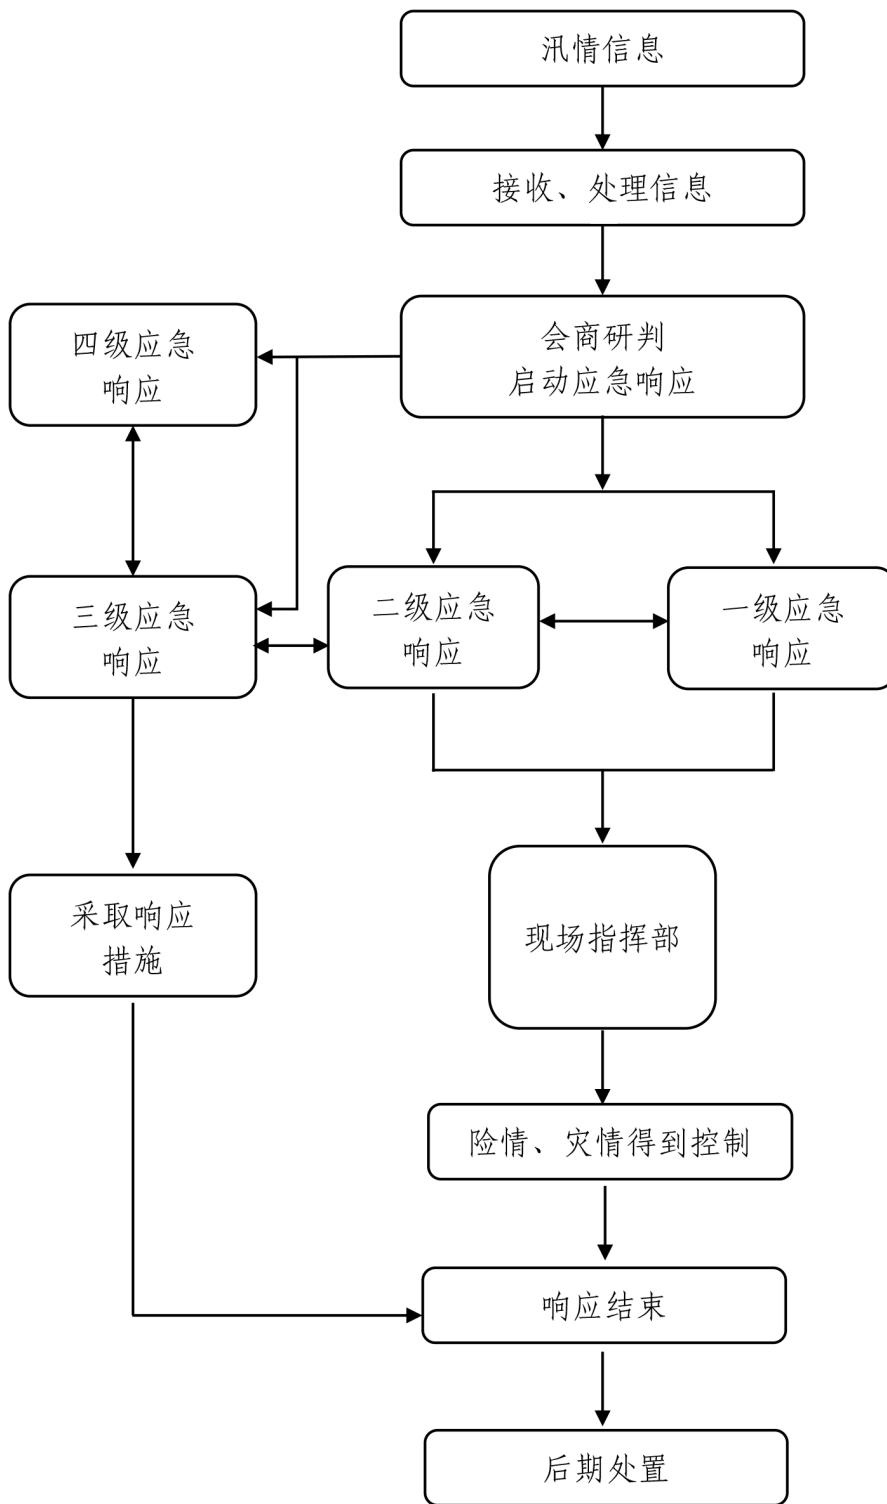 汛情信息
接收、处理信息
会商研判
启动应急响应
四级应急
响应
三级应急
响应
二级应急
响应
一级应急
响应
采取响应
措施
现场指挥部
险情、灾情得到控制
响应结束
后期处置